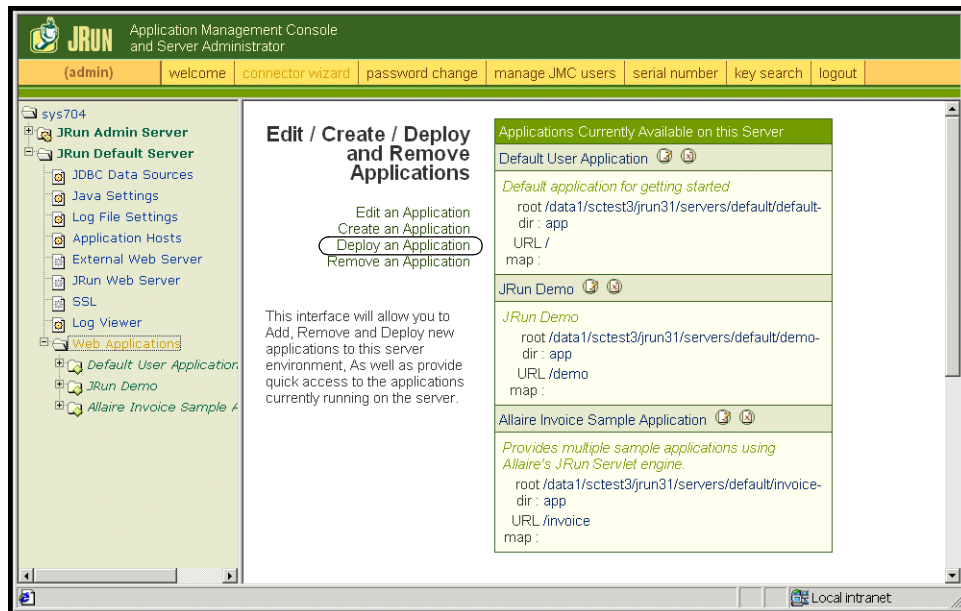 JRUN
Application Management Console
and Server Administrator
(admin) welcome connector wizard password change manage JMC users serial number key search logout
sys704
JRun Admin Server
JRun Default Server
JDBC Data Sources
Java Settings
Log File Settings
Application Hosts
External Web Server
JRun Web Server
SSL
Log Viewer
Web Applications
Default User Application
JRun Demo
Allaire Invoice Sample A
Edit / Create / Deploy
and Remove
Applications
Edit an Application
Create an Application
Deploy an Application
Remove an Application
This interface will allow you to
Add, Remove and Deploy new
applications to this server
environment, As well as provide
quick access to the applications
currently running on the server.
Applications Currently Available on this Server
Default User Application
Default application for getting started
root /data1/sctest3/jrun31/servers/default/default-
dir : app
URL /
map :
JRun Demo
JRun Demo
root /data1/sctest3/jrun31/servers/default/demo-
dir : app
URL /demo
map :
Allaire Invoice Sample Application
Provides multiple sample applications using
Allaire's JRun Servlet engine.
root /data1/sctest3/jrun31/servers/default/invoice-
dir : app
URL /invoice
map :
Local intranet